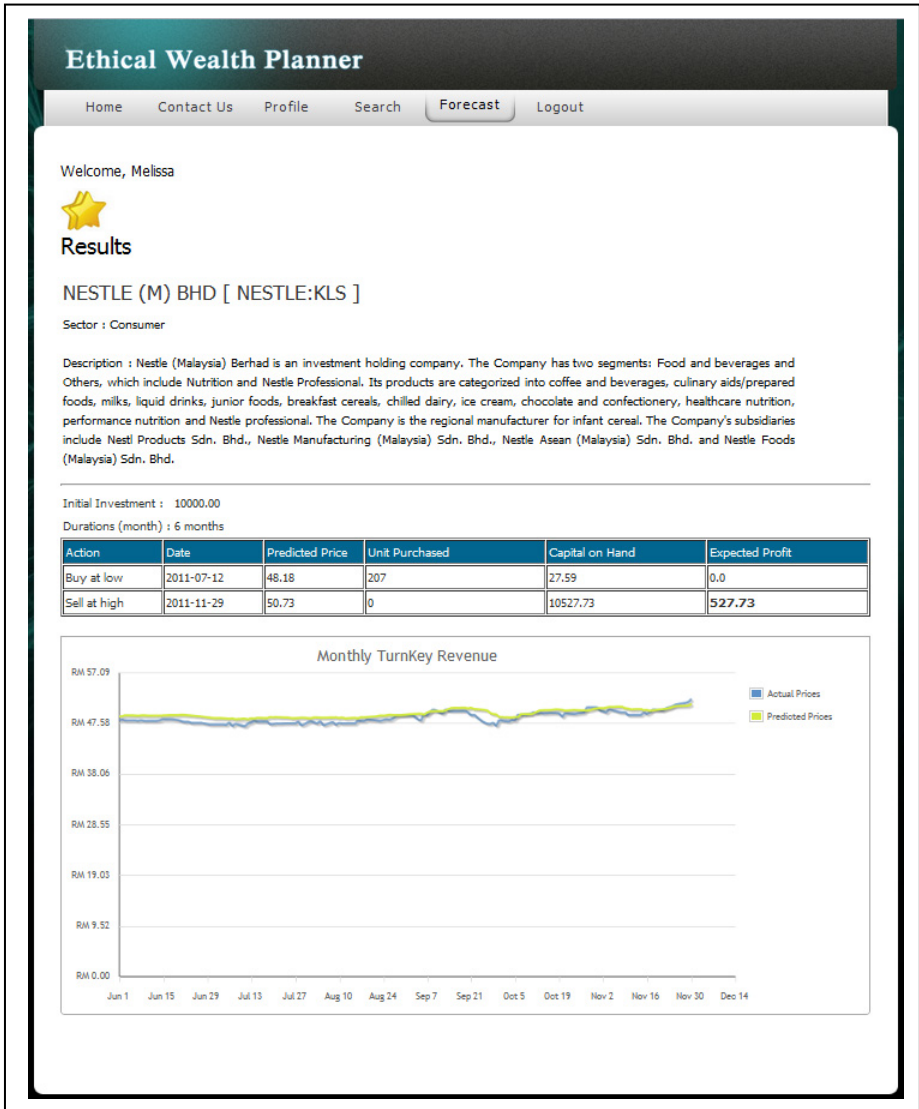 Ethical Wealth Planner
Home Contact Us Profile Search Forecast Logout
Welcome, Melissa
Results
NESTLE (M) BHD [ NESTLE:KLS ]
Sector : Consumer
Description : Nestle (Malaysia) Berhad is an investment holding company. The Company has two segments: Food and beverages and
Others, which include Nutrition and Nestle Professional. Its products are categorized into coffee and beverages, culinary aids/prepared
foods, milks, liquid drinks, junior foods, breakfast cereals, chilled dairy, ice cream, chocolate and confectionery, healthcare nutrition,
performance nutrition and Nestle professional. The Company is the regional manufacturer for infant cereal. The Company's subsidiaries
include Nestl Products Sdn. Bhd., Nestle Manufacturing (Malaysia) Sdn. Bhd., Nestle Asean (Malaysia) Sdn. Bhd. and Nestle Foods
(Malaysia) Sdn. Bhd.
Initial Investment : 10000.00
Durations (month) : 6 months
Action Date Predicted Price Unit Purchased Capital on Hand Expected Profit
Buy at low 2011-07-12 48.18 207 27.59 0.0
Sell at high 2011-11-29 50.73 0 10527.73 527.73
Monthly TurnKey Revenue
RM 57.09
Actual Prices
RM 47.58
Predicted Prices
RM 38.06
RM 28.55
RM 19.03
RM 9.52
RM 0.00
Jun 1 Jun 15 Jun 29 Jul 13 Jul 27 Aug 10 Aug 24 Sep 7 Sep 21 Oct 5 Oct 19 Nov 2 Nov 16 Nov 30 Dec 14